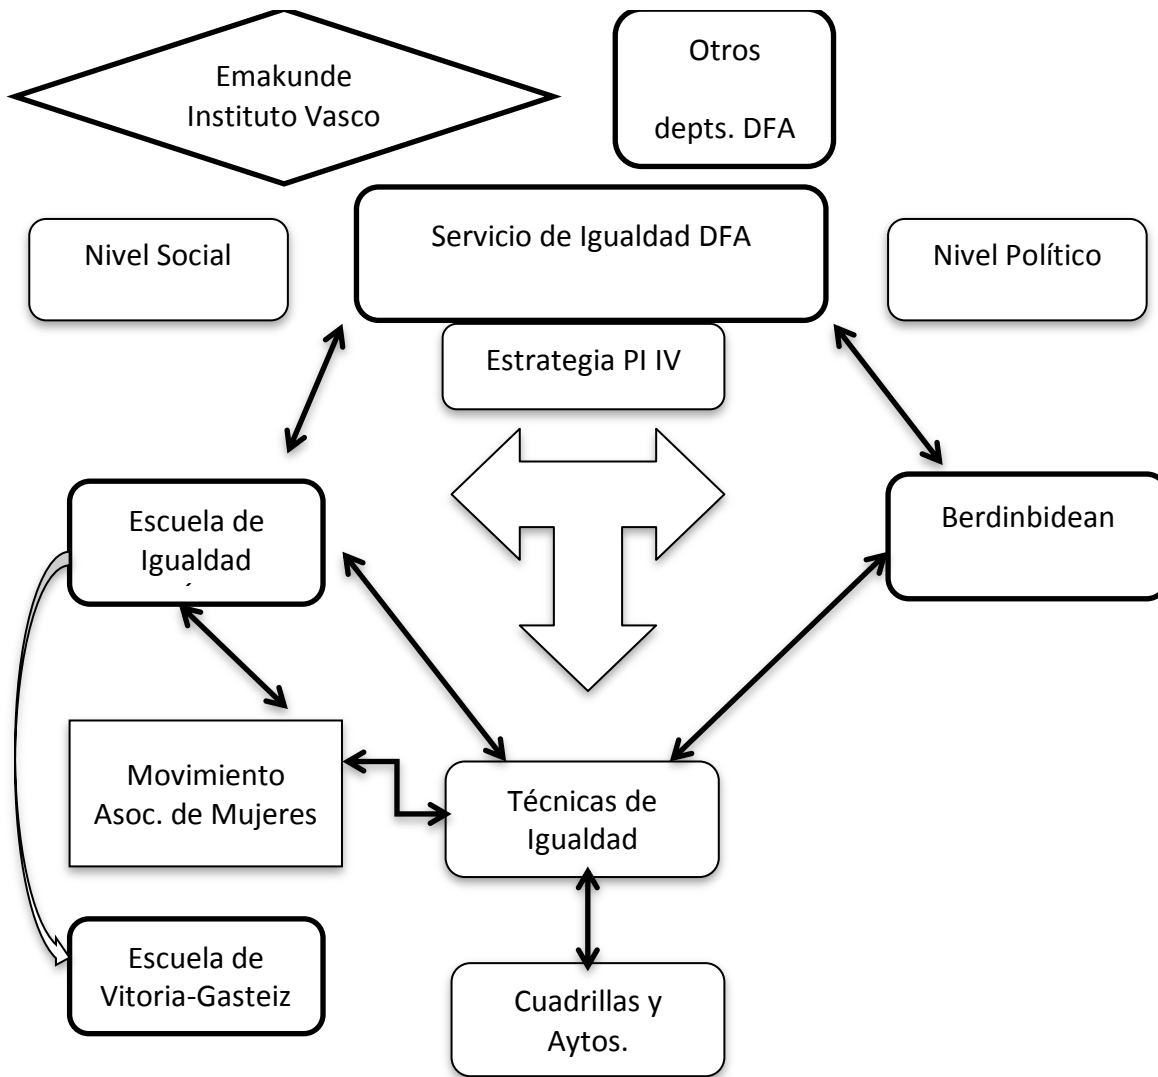 Emakunde
Instituto Vasco
Otros
depts. DFA
Nivel Social
Servicio de Igualdad DFA
Nivel Político
Estrategia PI IV
Escuela de
Igualdad
Berdinbidean
Movimiento
Asoc. de Mujeres
Técnicas de
Igualdad
Escuela de
Vitoria-Gasteiz
Cuadrillas y
Aytos.